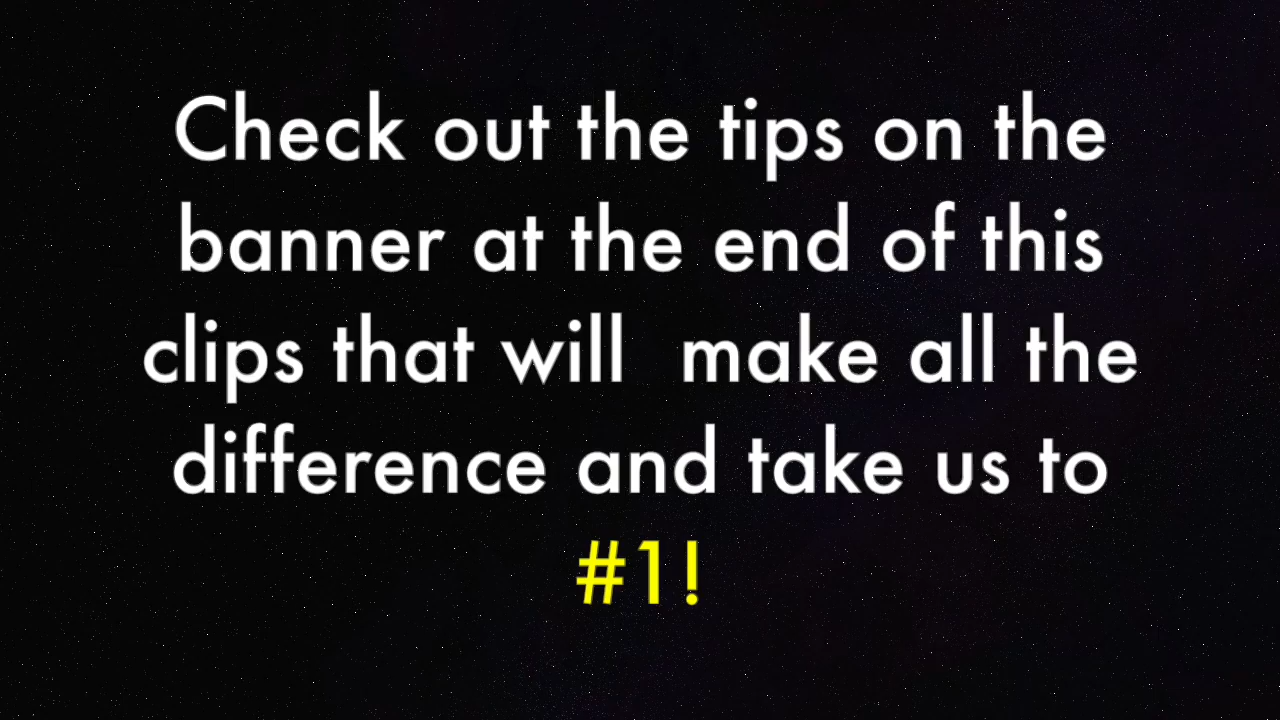 Check out the tips on the
banner at the end of this
clips that will  make all the
difference and take us to
#1!